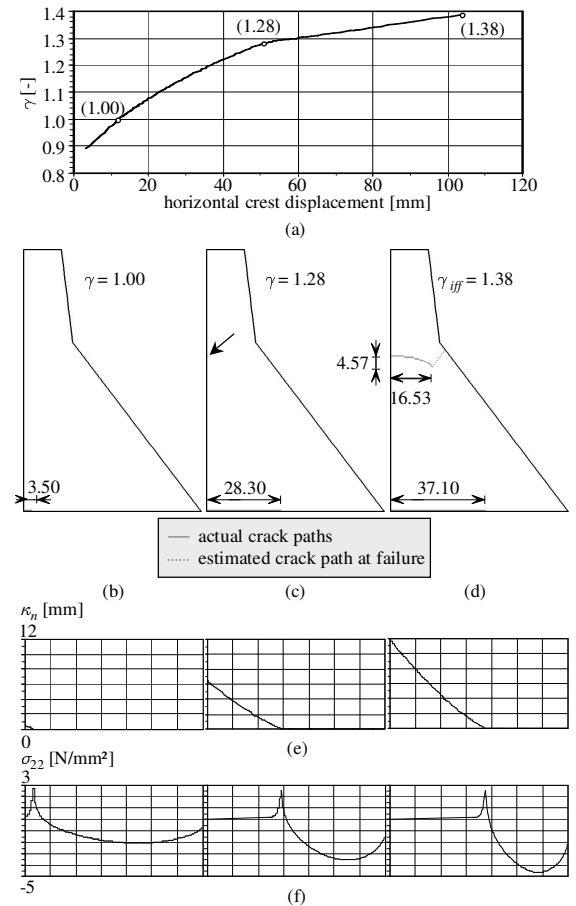 1.4
1.3
1.2
1.1
1.0
0.9
0.8
γ [-]
(1.00)
(1.28)
(1.38)
0 20 40 60 80 100 120
horizontal crest displacement [mm]
(a)
γ = 1.00
γ = 1.28
γiff = 1.38
4.57
16.53
3.50
28.30
37.10
actual crack paths
estimated crack path at failure
(b) (c) (d)
κn [mm]
12
0
(e)
σ22 [N/mm²]
3
-5
(f)